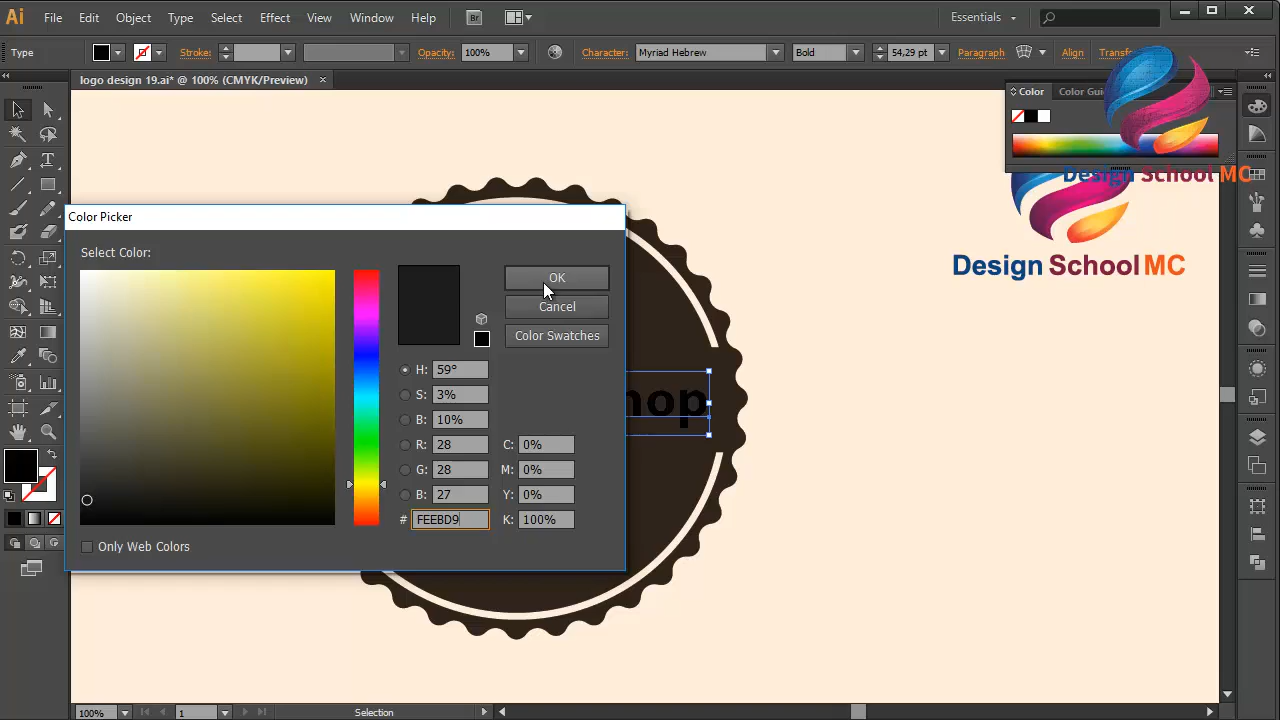 Ai File Edit Object Type Select Effect View Window Help Br Essentials
Type Stroke: Opacity: 100% Character: Myriad Hebrew Bold 54,29 pt Paragraph Align Transf
logo design 19.ai* @ 100% (CMYK/Preview)
Color Color Gui
Design School MC
Design School MC
Color Picker
Select Color:
OK
Cancel
Color Swatches
H: 59°
S: 3%
B: 10%
R: 28 C: 0%
G: 28 M: 0%
B: 27 Y: 0%
# FEEBD9 K: 100%
Only Web Colors
hop
100% 1 Selection